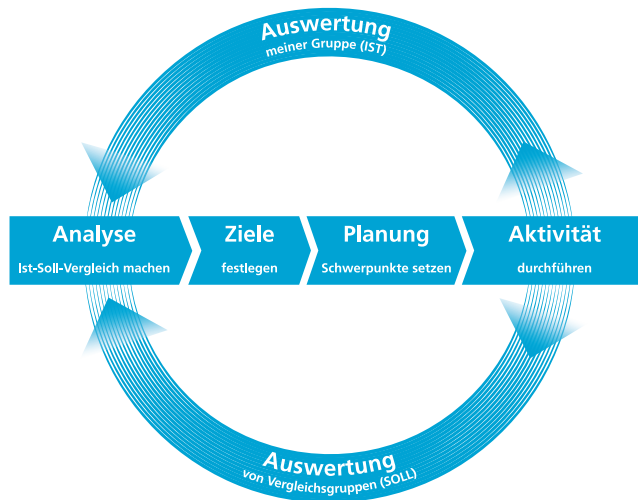 Auswertung
meiner Gruppe (IST)
Analyse
Ist-Soll-Vergleich machen
Ziele
festlegen
Planung
Schwerpunkte setzen
Aktivität
durchführen
Auswertung
von Vergleichsgruppen (SOLL)